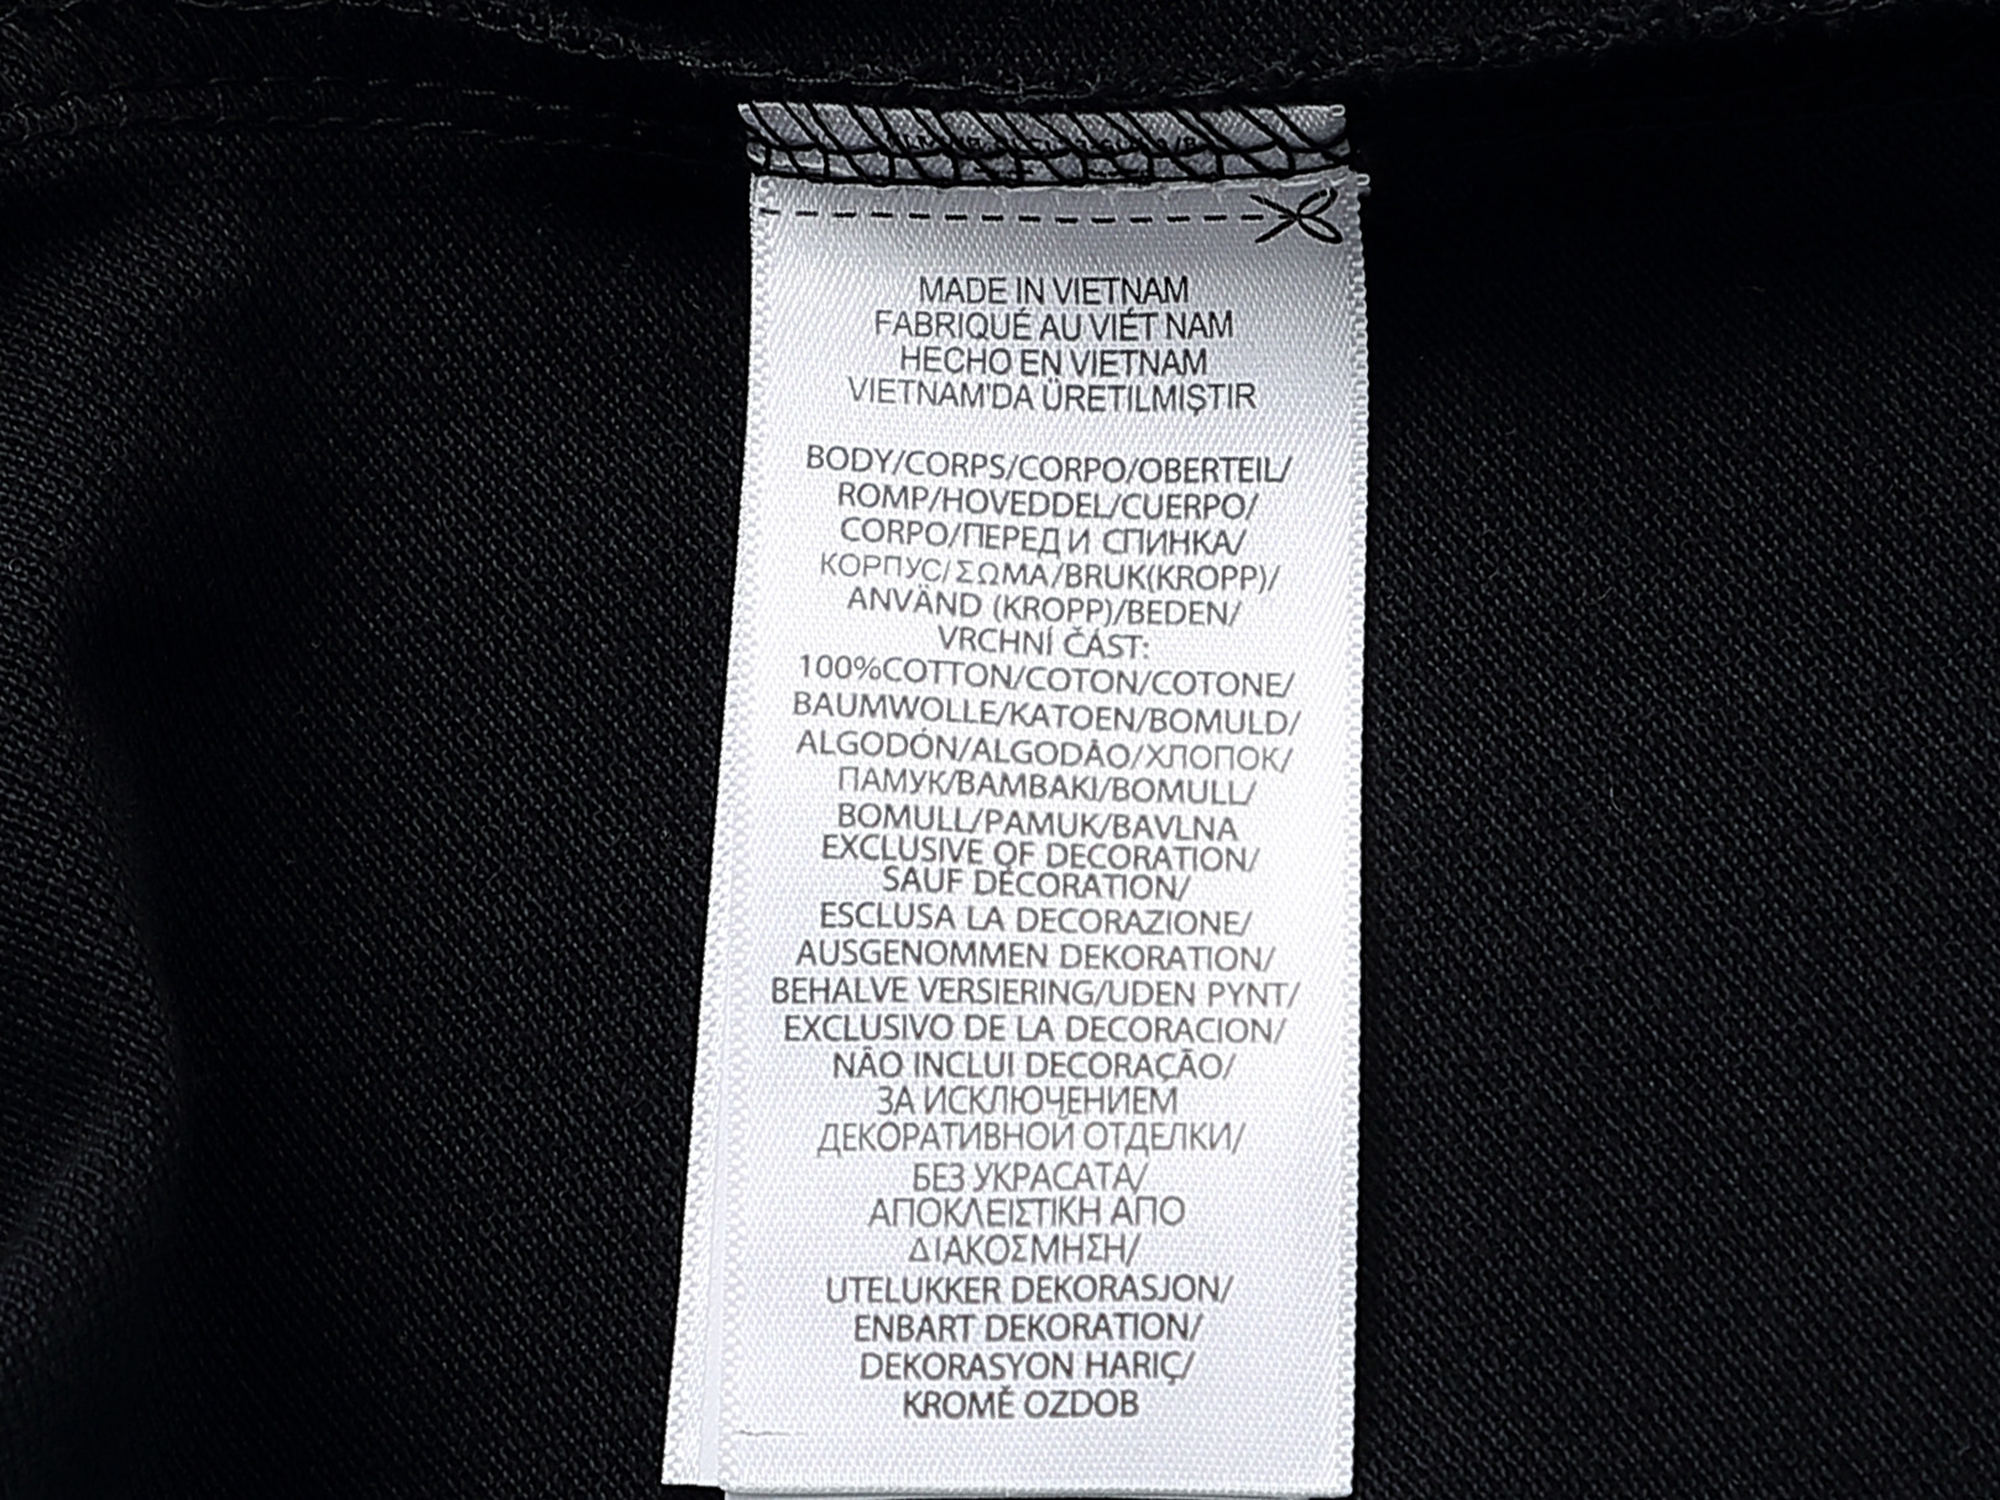 MADE IN VIETNAM
FABRIQUÉ AU VIÊT NAM
HECHO EN VIETNAM
VIETNAM'DA ÜRETILMIŞTIR
BODY/CORPS/CORPO/OBERTEIL/
ROMP/HOVEDDEL/CUERPO/
CORPO/ПЕРЕД И СПИНКА/
КОРПУС/ΣΩΜΑ/BRUK(KROPP)/
ANVÄND (KROPP)/BEDEN/
VRCHNÍ ČÁST:
100%COTTON/COTON/COTONE/
BAUMWOLLE/KATOEN/BOMULD/
ALGODÓN/ALGODÃO/ХЛОПОК/
ПАМУК/BAMBAKI/BOMULL/
BOMULL/PAMUK/BAVLNA
EXCLUSIVE OF DECORATION/
SAUF DÉCORATION/
ESCLUSA LA DECORAZIONE/
AUSGENOMMEN DEKORATION/
BEHALVE VERSIERING/UDEN PYNT/
EXCLUSIVO DE LA DECORACION/
NÃO INCLUI DECORAÇÃO/
ЗА ИСКЛЮЧЕНИЕМ
ДЕКОРАТИВНОЙ ОТДЕЛКИ/
БЕЗ УКРАСАТА/
ΑΠΟΚΛΕΙΣΤΙΚΗ ΑΠΟ
ΔΙΑΚΟΣΜΗΣΗ/
UTELUKKER DEKORASJON/
ENBART DEKORATION/
DEKORASYON HARIÇ/
KROMĚ OZDOB